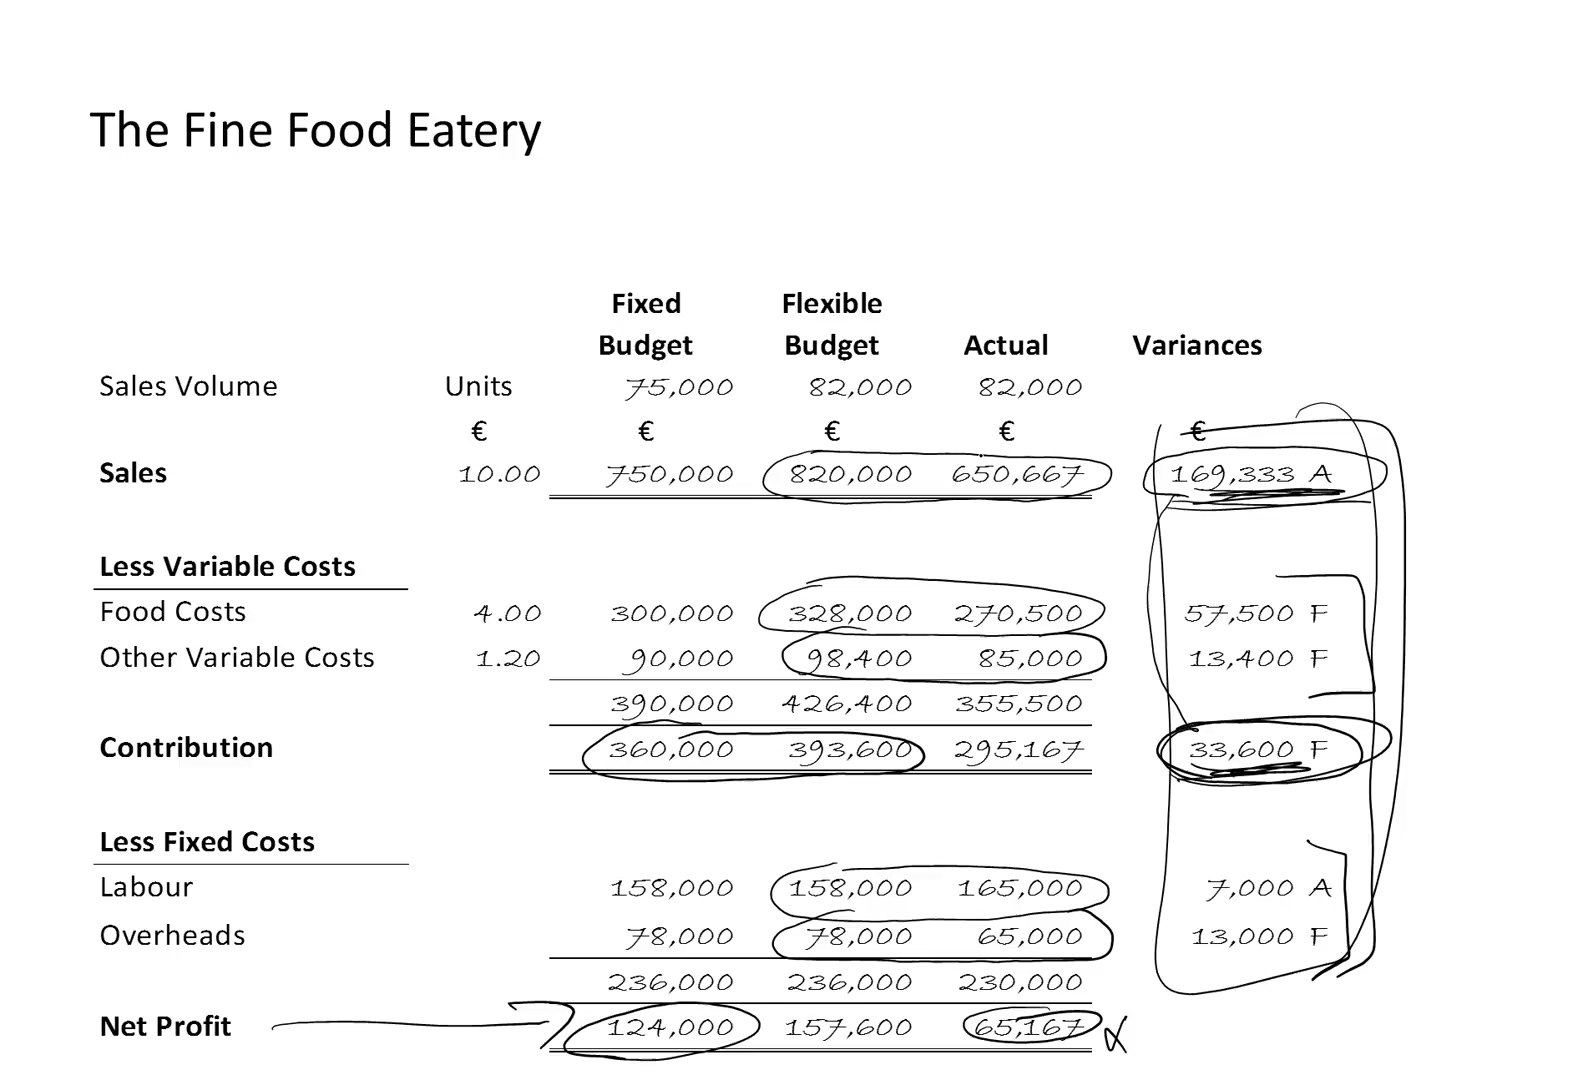 The Fine Food Eatery
Fixed Flexible
Budget Budget Actual Variances
Sales Volume Units 75,000 82,000 82,000
€ € € € €
Sales 10.00 750,000 820,000 650,667 169,333 A
Less Variable Costs
Food Costs 4.00 300,000 328,000 270,500 57,500 F
Other Variable Costs 1.20 90,000 98,400 85,000 13,400 F
390,000 426,400 355,500
Contribution 360,000 393,600 295,167 33,600 F
Less Fixed Costs
Labour 158,000 158,000 165,000 7,000 A
Overheads 78,000 78,000 65,000 13,000 F
236,000 236,000 230,000
Net Profit 124,000 157,600 65,167